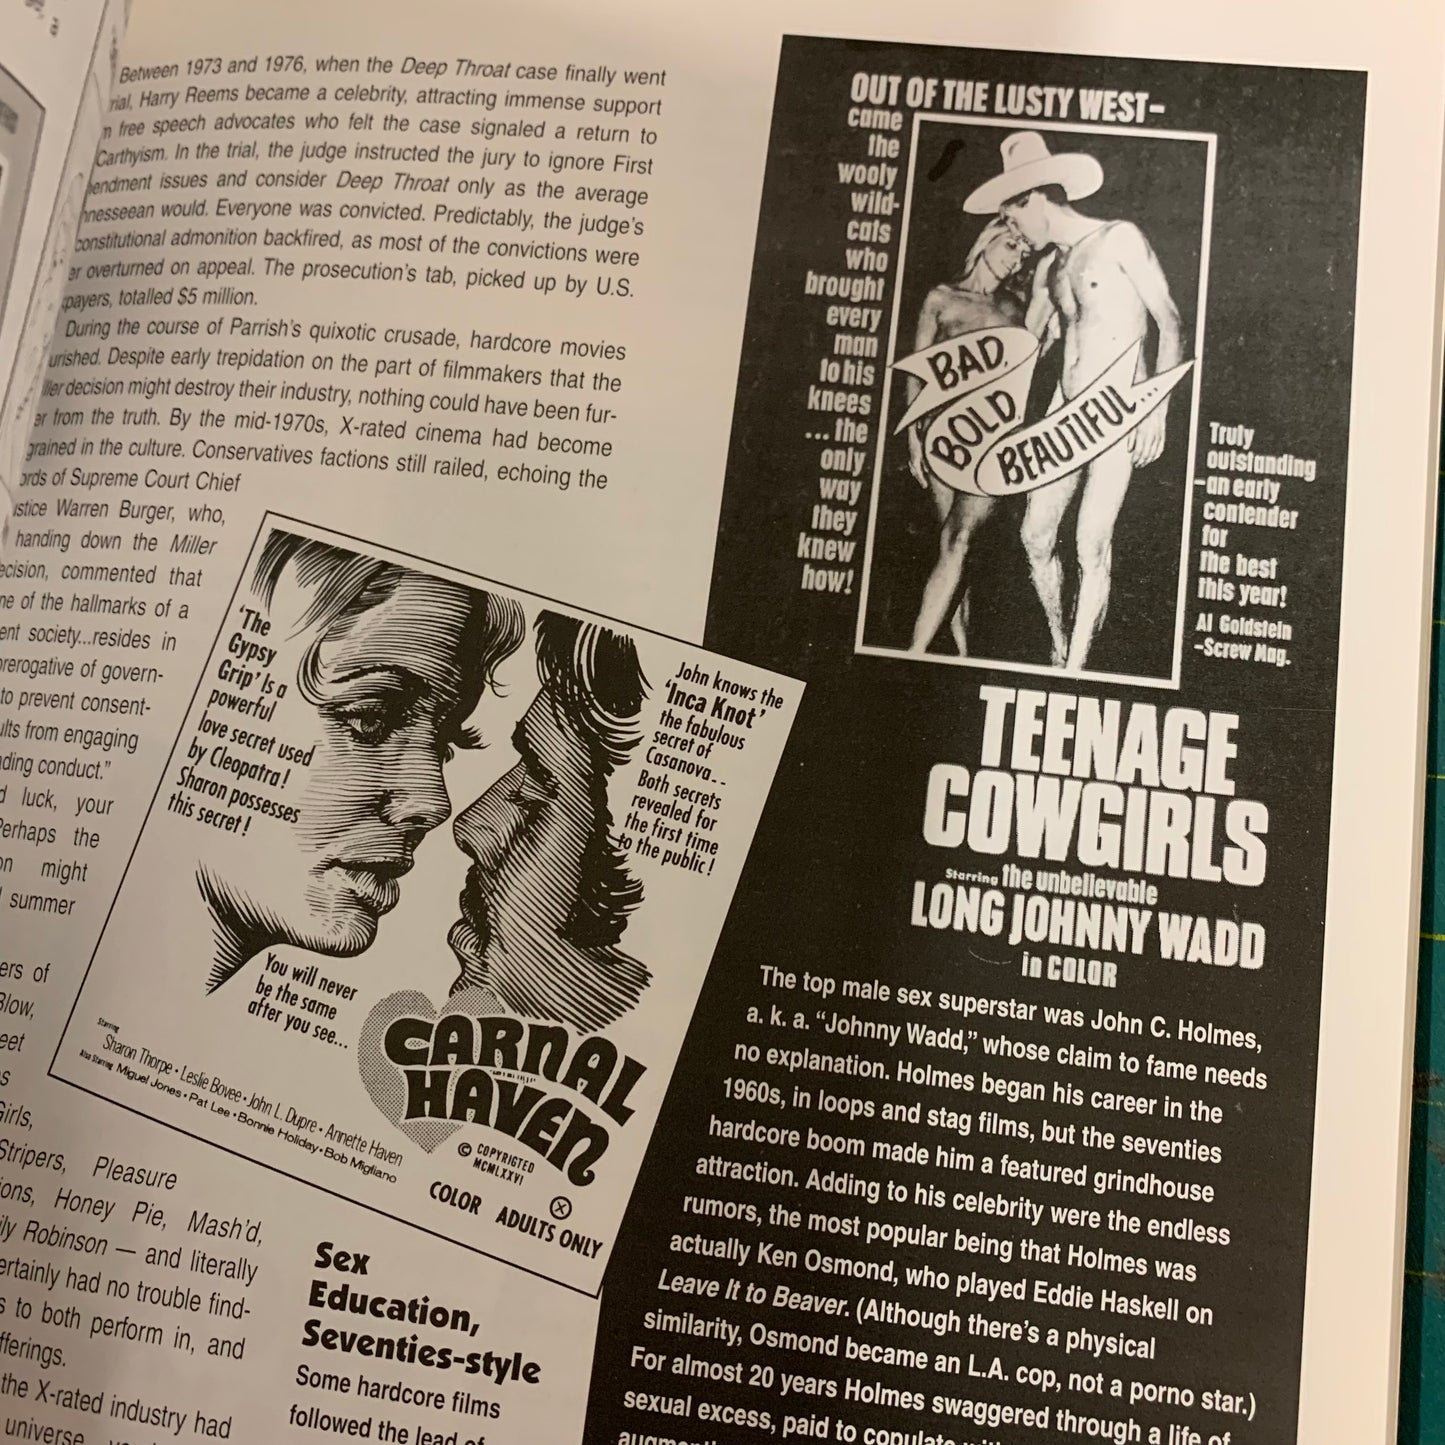 Between 1973 and 1976, when the Deep Throat case finally went
rial, Harry Reems became a celebrity, attracting immense support
free speech advocates who felt the case signaled a return to
Carthyism. In the trial, the judge instructed the jury to ignore First
endment issues and consider Deep Throat only as the average
nnesseean would. Everyone was convicted. Predictably, the judge's
constitutional admonition backfired, as most of the convictions were
er overturned on appeal. The prosecution's tab, picked up by U.S.
payers, totalled $5 million.
During the course of Parrish's quixotic crusade, hardcore movies
urished. Despite early trepidation on the part of filmmakers that the
ller decision might destroy their industry, nothing could have been fur-
er from the truth. By the mid-1970s, X-rated cinema had become
grained in the culture. Conservatives factions still railed, echoing the
ords of Supreme Court Chief
ustice Warren Burger, who,
handing down the Miller
ecision, commented that
ne of the hallmarks of a
ent society...resides in
prerogative of govern-
to prevent consent-
ults from engaging
ading conduct."
d luck, your
Perhaps the
on might
summer
ers of
Blow,
eet
s
Girls,
Stripers, Pleasure
ions, Honey Pie, Mash'd,
ily Robinson — and literally
ertainly had no trouble find-
s to both perform in, and
fferings.
the X-rated industry had
universe
'The
Gypsy
Grip' Is a
powerful
love secret used
by Cleopatra!
Sharon possesses
this secret!
John knows the
'Inca Knot'
the fabulous
secret of
Casanova--
Both secrets
revealed for
the first time
to the public!
You will never
be the same
after you see...
CARNAL
HAVEN
Starring
Sharon Thorpe • Leslie Bovee • John L. Dupre • Annette Haven
Also Starring Miguel Jones • Pat Lee • Bonnie Holiday • Bob Migliano
© COPYRIGTED
MCMLXXVI
X
COLOR ADULTS ONLY
Sex
Education,
Seventies-style
Some hardcore films
followed the lead of
OUT OF THE LUSTY WEST–
came
the
wooly
wild-
cats
who
brought
every
man
to his
knees
... the
only
way
they
knew
how!
BAD,
BOLD,
BEAUTIFUL...
Truly
outstanding
–an early
contender
for
the best
this year!
Al Goldstein
–Screw Mag.
TEENAGE
COWGIRLS
Starring the unbelievable
LONG JOHNNY WADD
in COLOR
The top male sex superstar was John C. Holmes,
a. k. a. "Johnny Wadd," whose claim to fame needs
no explanation. Holmes began his career in the
1960s, in loops and stag films, but the seventies
hardcore boom made him a featured grindhouse
attraction. Adding to his celebrity were the endless
rumors, the most popular being that Holmes was
actually Ken Osmond, who played Eddie Haskell on
Leave It to Beaver. (Although there's a physical
similarity, Osmond became an L.A. cop, not a porno star.)
For almost 20 years Holmes swaggered through a life of
sexual excess, paid to copulate